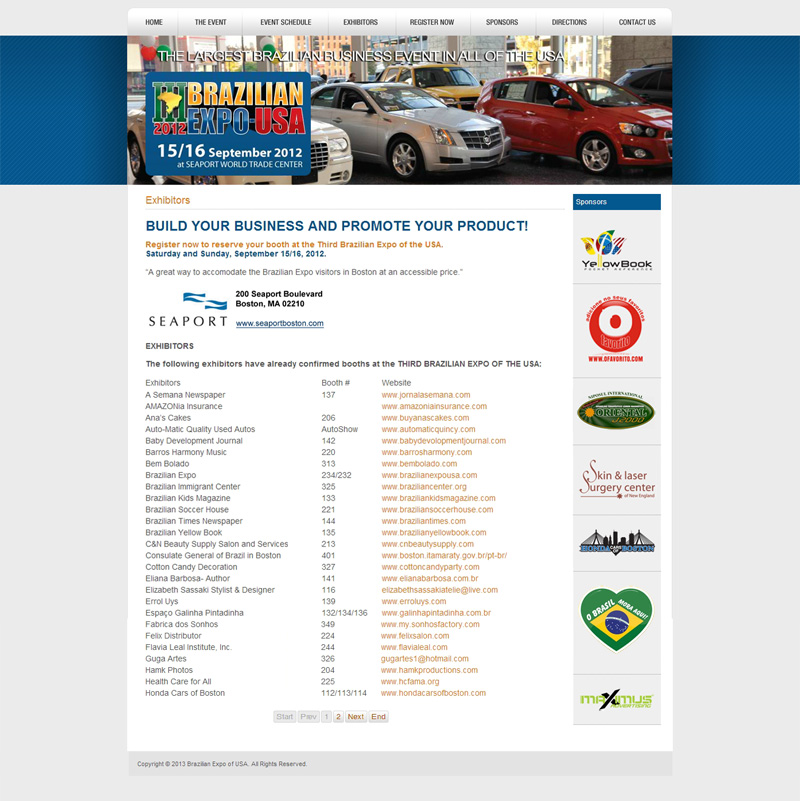 HOME THE EVENT EVENT SCHEDULE EXHIBITORS REGISTER NOW SPONSORS DIRECTIONS CONTACT US
THE LARGEST BRAZILIAN BUSINESS EVENT IN ALL OF THE USA
III BRAZILIAN
2012 EXPO-USA
15/16 September 2012
at SEAPORT WORLD TRADE CENTER
Exhibitors
Sponsors
BUILD YOUR BUSINESS AND PROMOTE YOUR PRODUCT!
Register now to reserve your booth at the Third Brazilian Expo of the USA.
Saturday and Sunday, September 15/16, 2012.
"A great way to accomodate the Brazilian Expo visitors in Boston at an accessible price."
200 Seaport Boulevard
Boston, MA 02210
SEAPORT www.seaportboston.com
EXHIBITORS
The following exhibitors have already confirmed booths at the THIRD BRAZILIAN EXPO OF THE USA:
Exhibitors Booth # Website
A Semana Newspaper 137 www.jornalasemana.com
AMAZONia Insurance www.amazoniainsurance.com
Ana's Cakes 206 www.buyanascakes.com
Auto-Matic Quality Used Autos AutoShow www.automaticquincy.com
Baby Development Journal 142 www.babydevolopmentjournal.com
Barros Harmony Music 220 www.barrosharmony.com
Bem Bolado 313 www.bembolado.com
Brazilian Expo 234/232 www.brazilianexpousa.com
Brazilian Immigrant Center 325 www.braziliancenter.org
Brazilian Kids Magazine 133 www.braziliankidsmagazine.com
Brazilian Soccer House 221 www.braziliansoccerhouse.com
Brazilian Times Newspaper 144 www.braziliantimes.com
Brazilian Yellow Book 135 www.brazilianyellowbook.com
C&N Beauty Supply Salon and Services 213 www.cnbeautysupply.com
Consulate General of Brazil in Boston 401 www.boston.itamaraty.gov.br/pt-br/
Cotton Candy Decoration 327 www.cottoncandyparty.com
Eliana Barbosa- Author 141 www.elianabarbosa.com.br
Elizabeth Sassaki Stylist & Designer 116 elizabethsassakiatelie@live.com
Errol Uys 139 www.erroluys.com
Espaço Galinha Pintadinha 132/134/136 www.galinhapintadinha.com.br
Fabrica dos Sonhos 349 www.my.sonhosfactory.com
Felix Distributor 224 www.felixsalon.com
Flavia Leal Institute, Inc. 244 www.flavialeal.com
Guga Artes 326 gugartes1@hotmail.com
Hamk Photos 204 www.hamkproductions.com
Health Care for All 225 www.hcfama.org
Honda Cars of Boston 112/113/114 www.hondacarsofboston.com
Start Prev 1 2 Next End
YellowBook
POCKET REFERENCE
adicione no seus favoritos
favorito
WWW.OFAVORITO.COM
INTERNATIONAL
ORIENTAL
2000
Skin & laser
Surgery center
of New England
HONDA CARS OF BOSTON
O BRASIL MORA AQUI!
MAXIMUS
ADVERTISING
Copyright © 2013 Brazilian Expo of USA. All Rights Reserved.